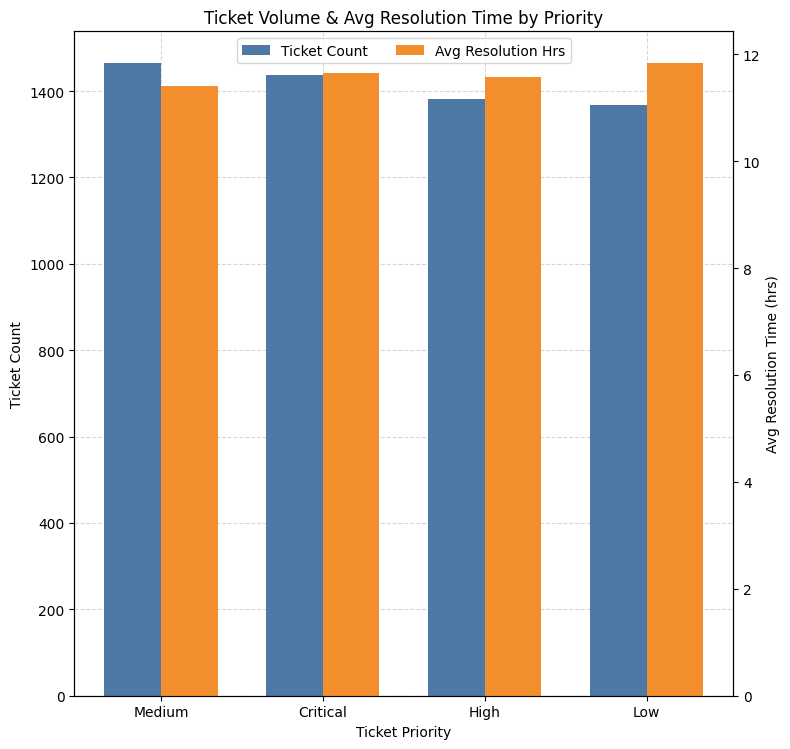 Ticket Volume & Avg Resolution Time by Priority
Ticket Count
Avg Resolution Hrs
Ticket Count
1400
1200
1000
800
600
400
200
0
12
10
8
6
4
2
0
Avg Resolution Time (hrs)
Medium
Critical
High
Low
Ticket Priority